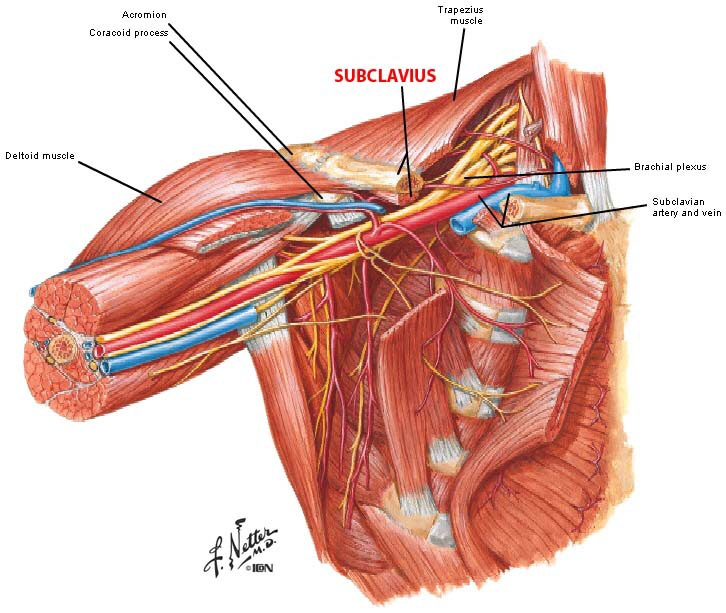 Acromion
Coracoid process
Trapezius
muscle
SUBCLAVIUS
Deltoid muscle
Brachial plexus
Subclavian
artery and vein
F. Netter
M.D.
© ICON